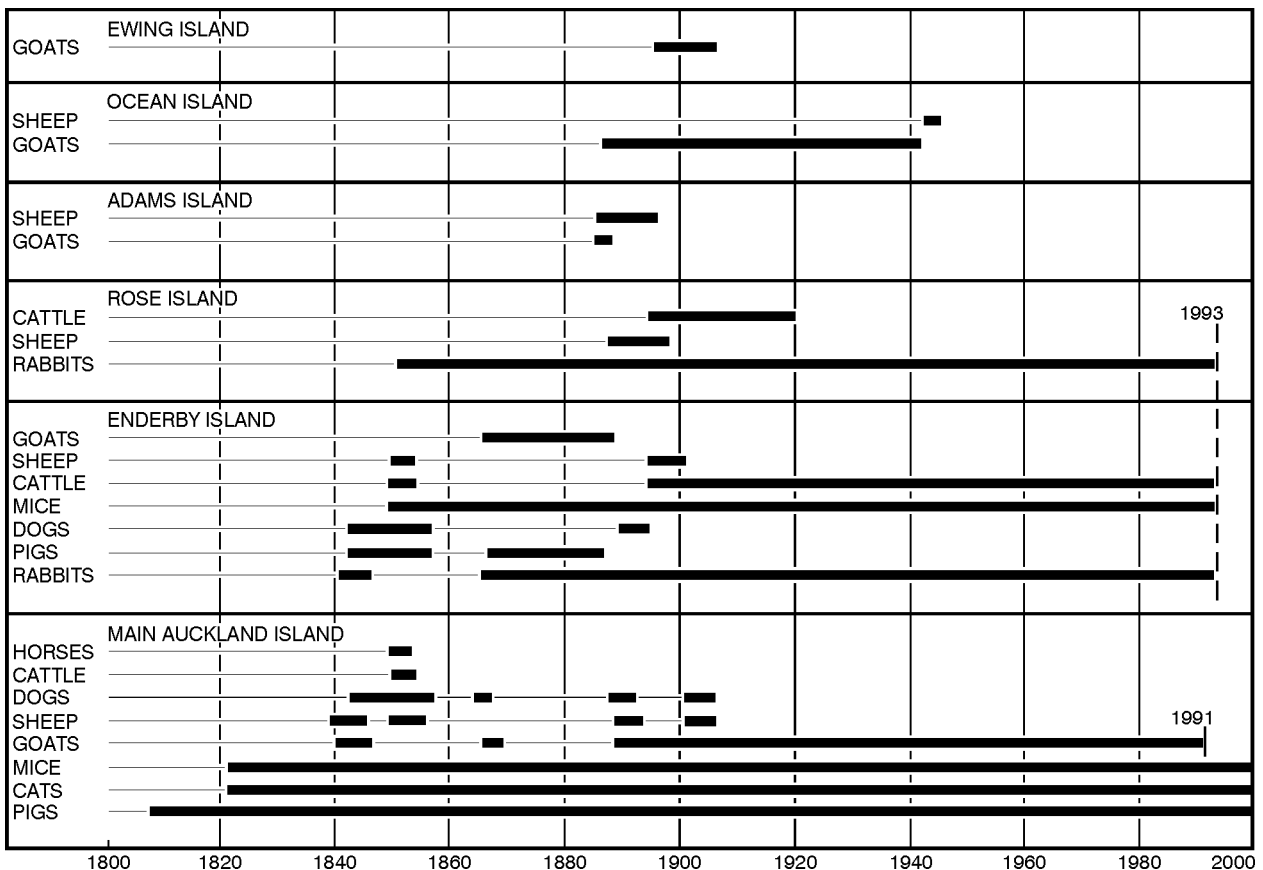 EWING ISLAND
GOATS
OCEAN ISLAND
SHEEP
GOATS
ADAMS ISLAND
SHEEP
GOATS
ROSE ISLAND
CATTLE
1993
SHEEP
RABBITS
ENDERBY ISLAND
GOATS
SHEEP
CATTLE
MICE
DOGS
PIGS
RABBITS
MAIN AUCKLAND ISLAND
HORSES
CATTLE
DOGS
SHEEP
1991
GOATS
MICE
CATS
PIGS
1800 1820 1840 1860 1880 1900 1920 1940 1960 1980 2000